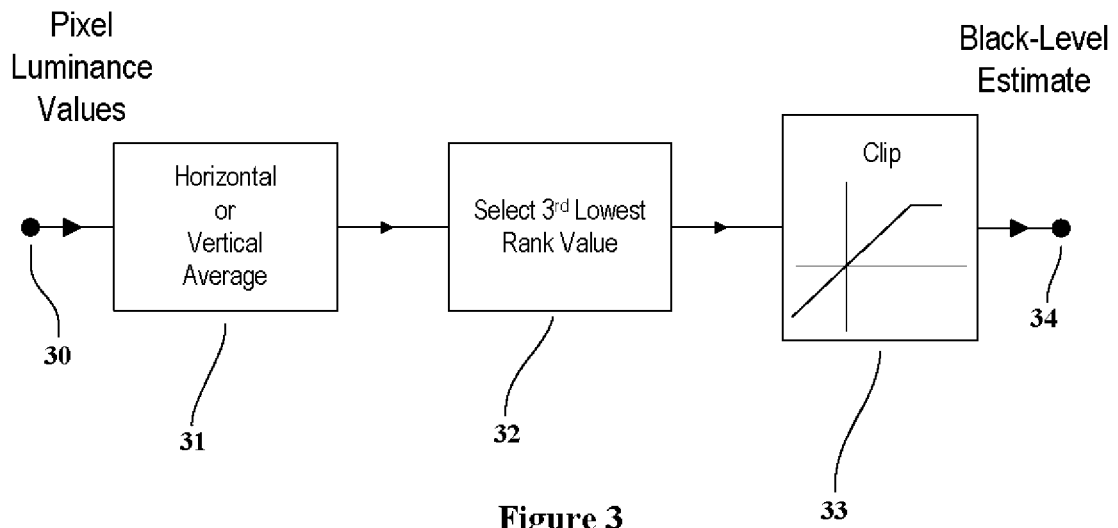 Pixel
Luminance
Values
Black-Level
Estimate
Horizontal
or
Vertical
Average
Select 3rd Lowest
Rank Value
Clip
30
31
32
33
34
Figure 3